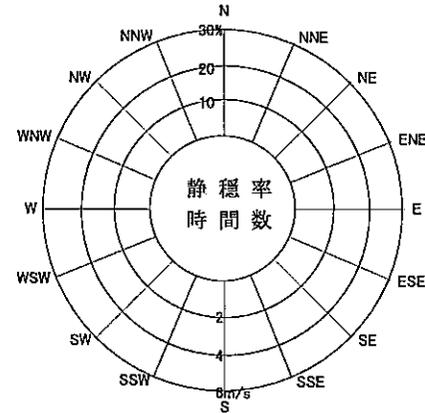 N
NNW 30% NNE
NW 20 NE
10
WNW ENE
静穏率
W 時間数 E
WSW ESE
2
SW 4 SE
SSW 6m/s SSE
S